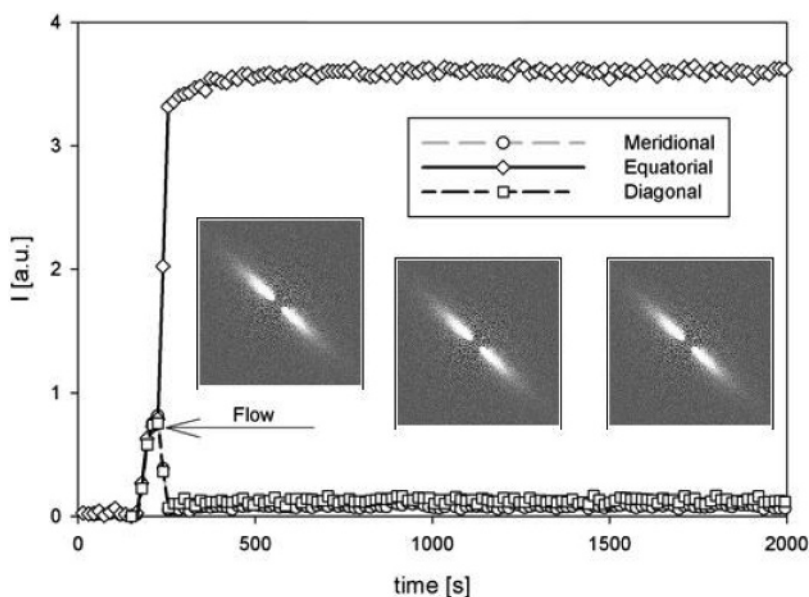 4
3
2
1
0
I [a.u.]
Meridional
Equatorial
Diagonal
Flow
0
500
1000
1500
2000
time [s]